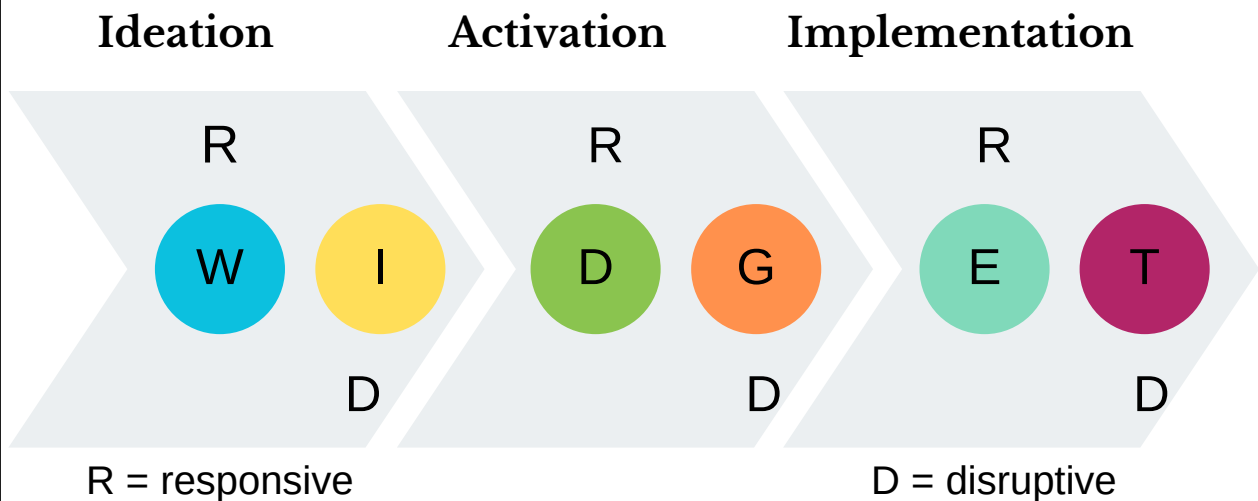 Ideation Activation Implementation
R R R
W I D G E T
D D D
R = responsive D = disruptive